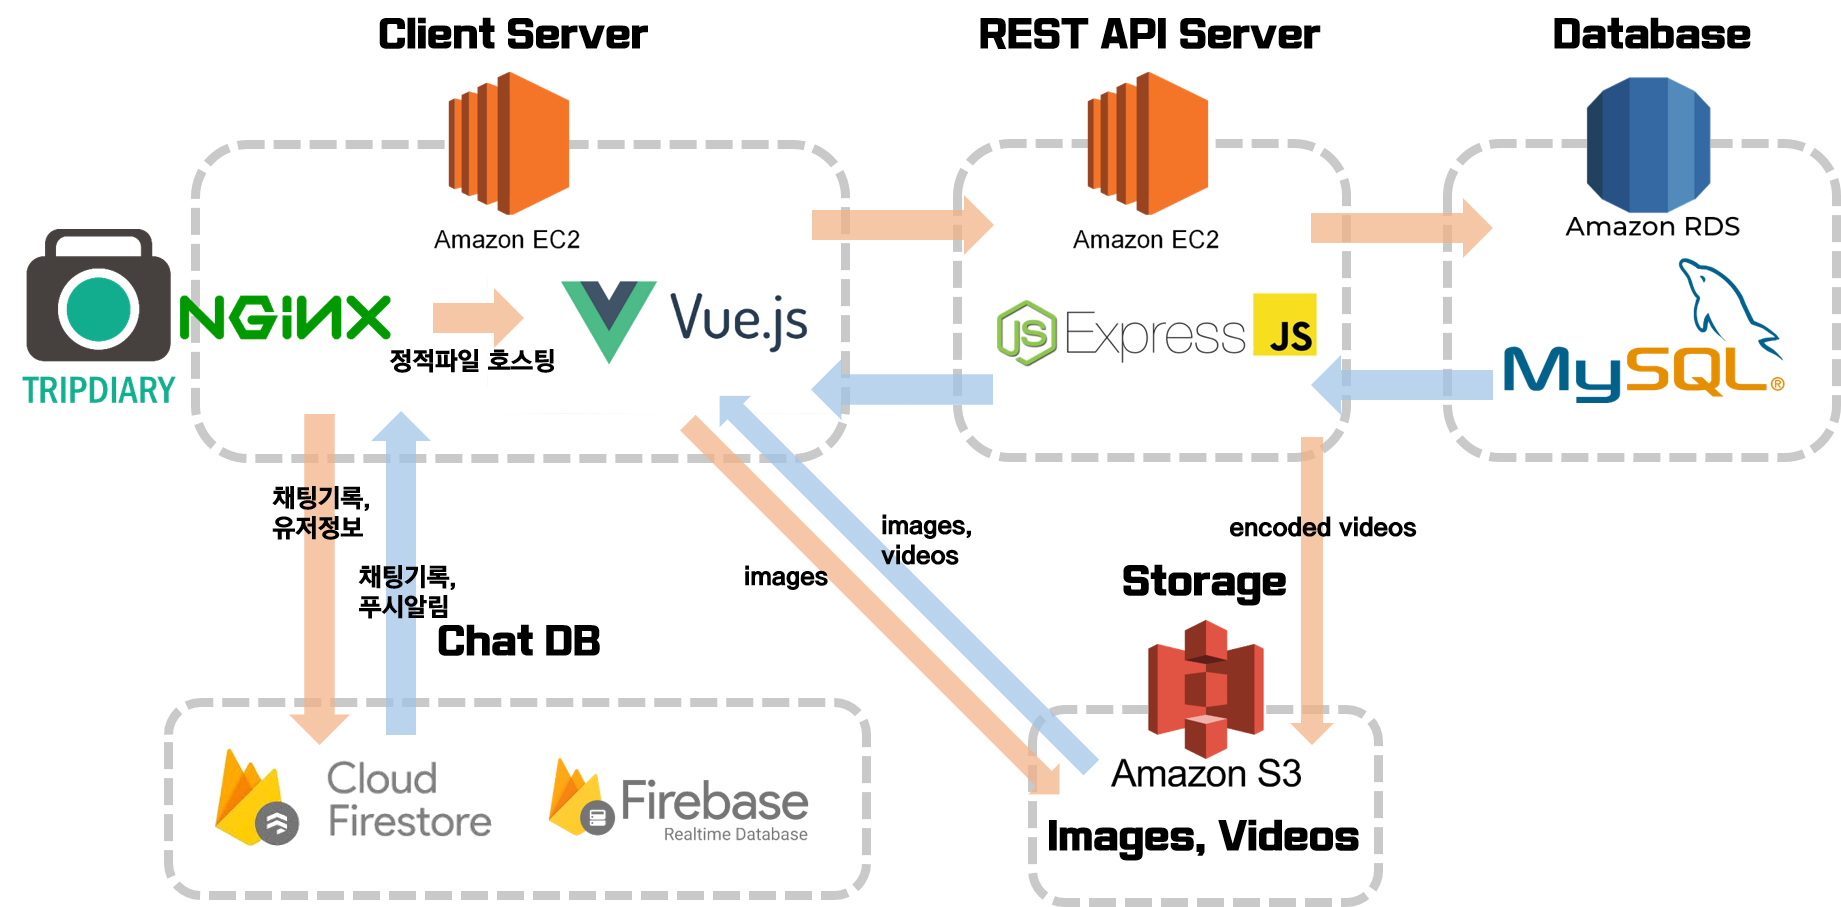 Client Server
REST API Server
Database
Amazon EC2
Amazon EC2
Amazon RDS
TRIPDIARY
NGiNX
정적파일 호스팅
Vue.js
JS
Express
JS
MySQL®
채팅기록,
유저정보
채팅기록,
푸시알림
images
images,
videos
encoded videos
Chat DB
Storage
Cloud
Firestore
Firebase
Realtime Database
Amazon S3
Images, Videos